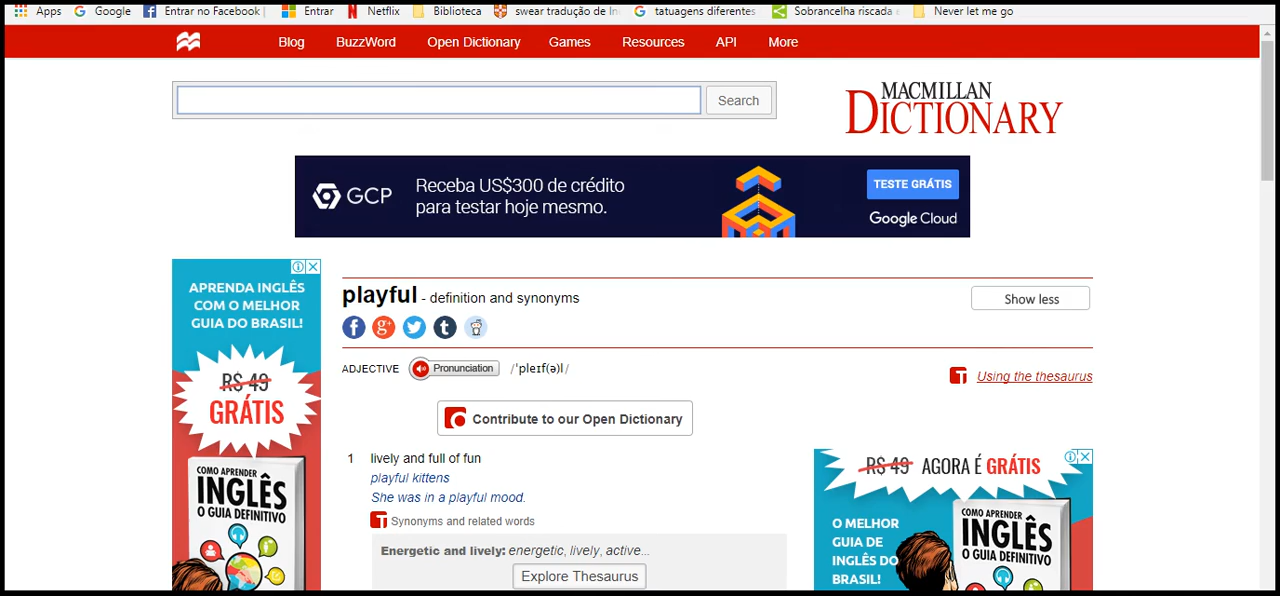 Apps Google Entrar no Facebook Entrar Netflix Biblioteca swear tradução de In tatuagens diferentes Sobrancelha riscada Never let me go
Blog BuzzWord Open Dictionary Games Resources API More
Search
MACMILLAN
DICTIONARY
GCP
Receba US$300 de crédito
para testar hoje mesmo.
TESTE GRÁTIS
Google Cloud
APRENDA INGLÊS
COM O MELHOR
GUIA DO BRASIL!
R$ 49
GRÁTIS
COMO APRENDER
INGLÊS
O GUIA DEFINITIVO
playful - definition and synonyms
Show less
ADJECTIVE Pronunciation /ˈpleɪf(ə)l/
Using the thesaurus
Contribute to our Open Dictionary
1 lively and full of fun
playful kittens
She was in a playful mood.
Synonyms and related words
Energetic and lively: energetic, lively, active...
Explore Thesaurus
R$ 49 AGORA É GRÁTIS
O MELHOR
GUIA DE
INGLÊS DO
BRASIL!
COMO APRENDER
INGLÊS
O GUIA DEFINITIVO